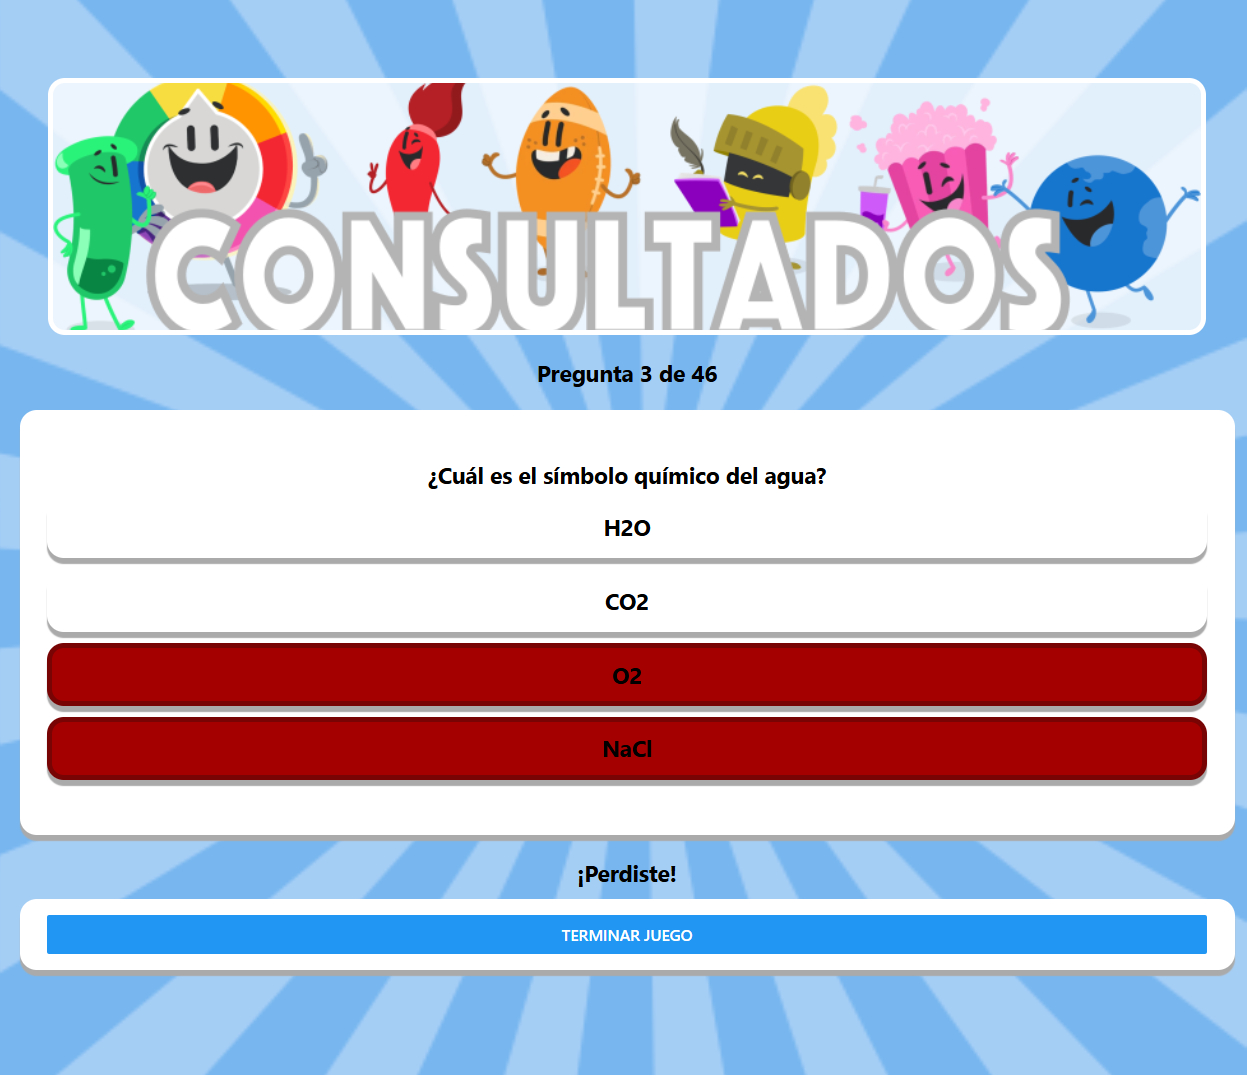 CONSULTADOS
Pregunta 3 de 46
¿Cuál es el símbolo químico del agua?
H2O
CO2
O2
NaCl
¡Perdiste!
TERMINAR JUEGO